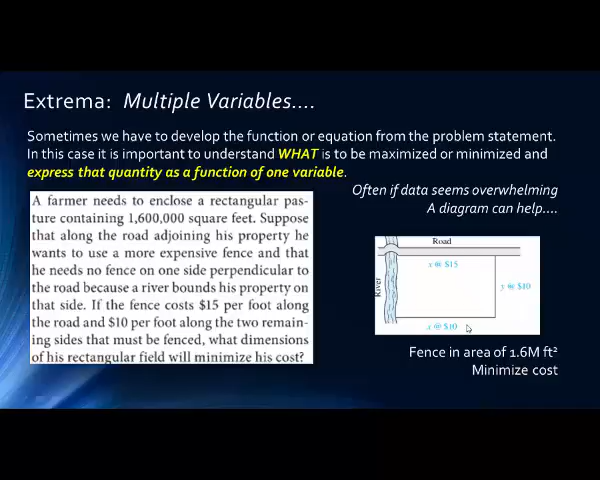 Extrema: Multiple Variables....
Sometimes we have to develop the function or equation from the problem statement.
In this case it is important to understand WHAT is to be maximized or minimized and
express that quantity as a function of one variable.
A farmer needs to enclose a rectangular pas-
ture containing 1,600,000 square feet. Suppose
that along the road adjoining his property he
wants to use a more expensive fence and that
he needs no fence on one side perpendicular to
the road because a river bounds his property on
that side. If the fence costs $15 per foot along
the road and $10 per foot along the two remain-
ing sides that must be fenced, what dimensions
of his rectangular field will minimize his cost?
Often if data seems overwhelming
A diagram can help....
Road
x @ $15
River
y @ $10
x @ $10
Fence in area of 1.6M ft²
Minimize cost